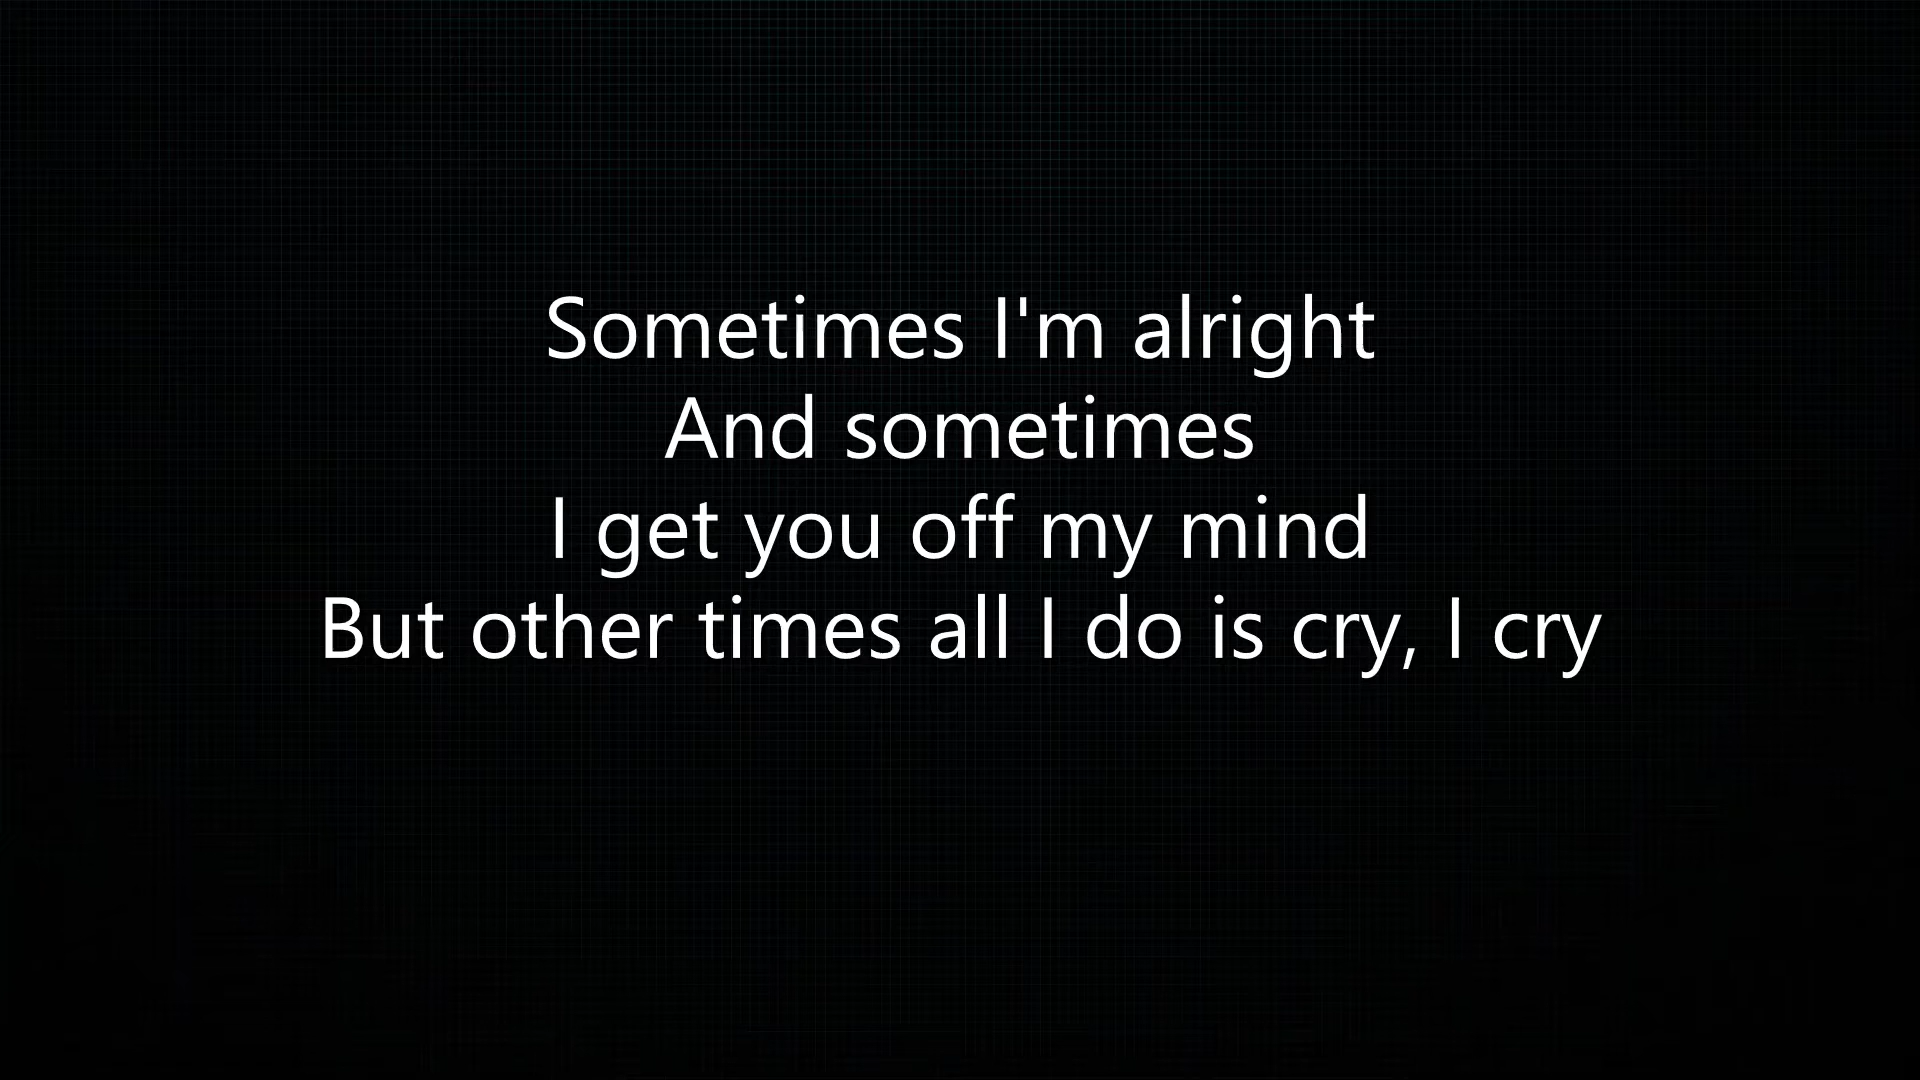 Sometimes I'm alright
And sometimes
I get you off my mind
But other times all I do is cry, I cry